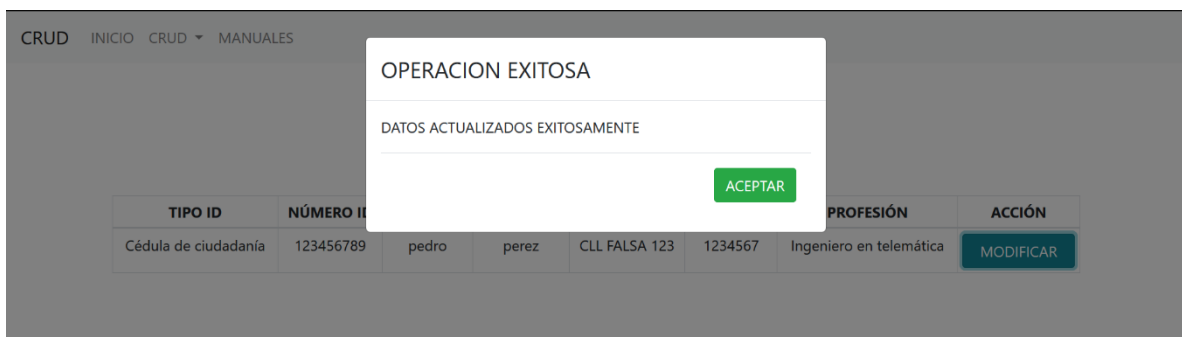 CRUD INICIO CRUD MANUALES
OPERACION EXITOSA
DATOS ACTUALIZADOS EXITOSAMENTE
ACEPTAR
TIPO ID NÚMERO ID PROFESIÓN ACCIÓN
Cédula de ciudadanía 123456789 pedro perez CLL FALSA 123 1234567 Ingeniero en telemática MODIFICAR